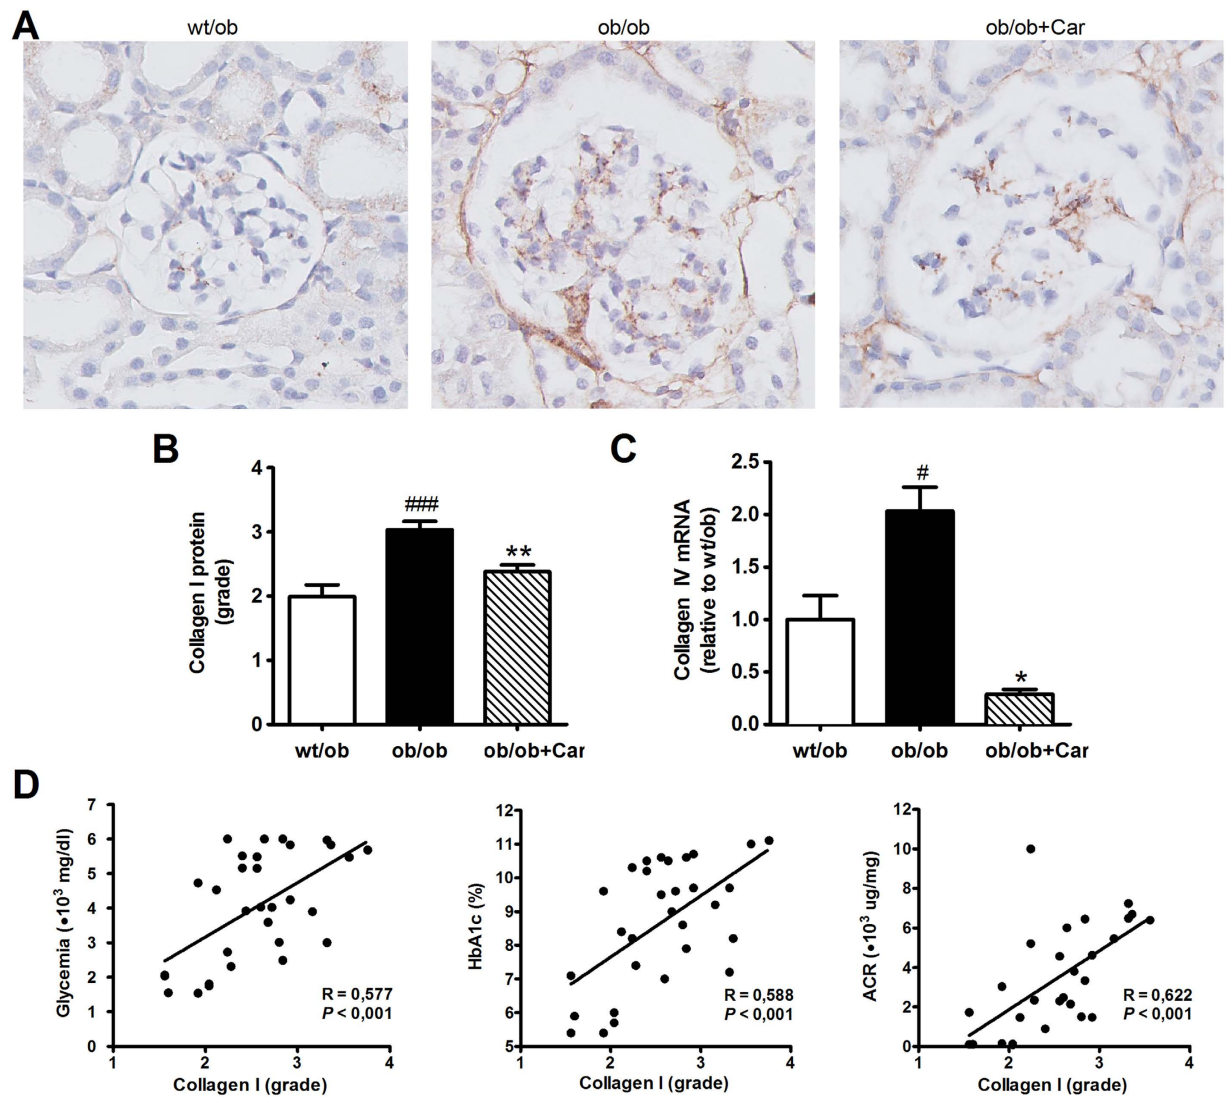 A
wt/ob
ob/ob
ob/ob+Car
B
Collagen I protein
(grade)
4
3
2
1
0
###
**
wt/ob
ob/ob
ob/ob+Car
C
Collagen IV mRNA
(relative to wt/ob)
2.5
2.0
1.5
1.0
0.5
0.0
#
*
wt/ob
ob/ob
ob/ob+Car
D
Glycemia (•10³ mg/dl)
7
6
5
4
3
2
1
0
R = 0,577
P < 0,001
1
2
3
4
Collagen I (grade)
HbA1c (%)
12
11
10
9
8
7
6
5
R = 0,588
P < 0,001
1
2
3
4
Collagen I (grade)
ACR (•10³ ug/mg)
12
10
8
6
4
2
0
R = 0,622
P < 0,001
1
2
3
4
Collagen I (grade)